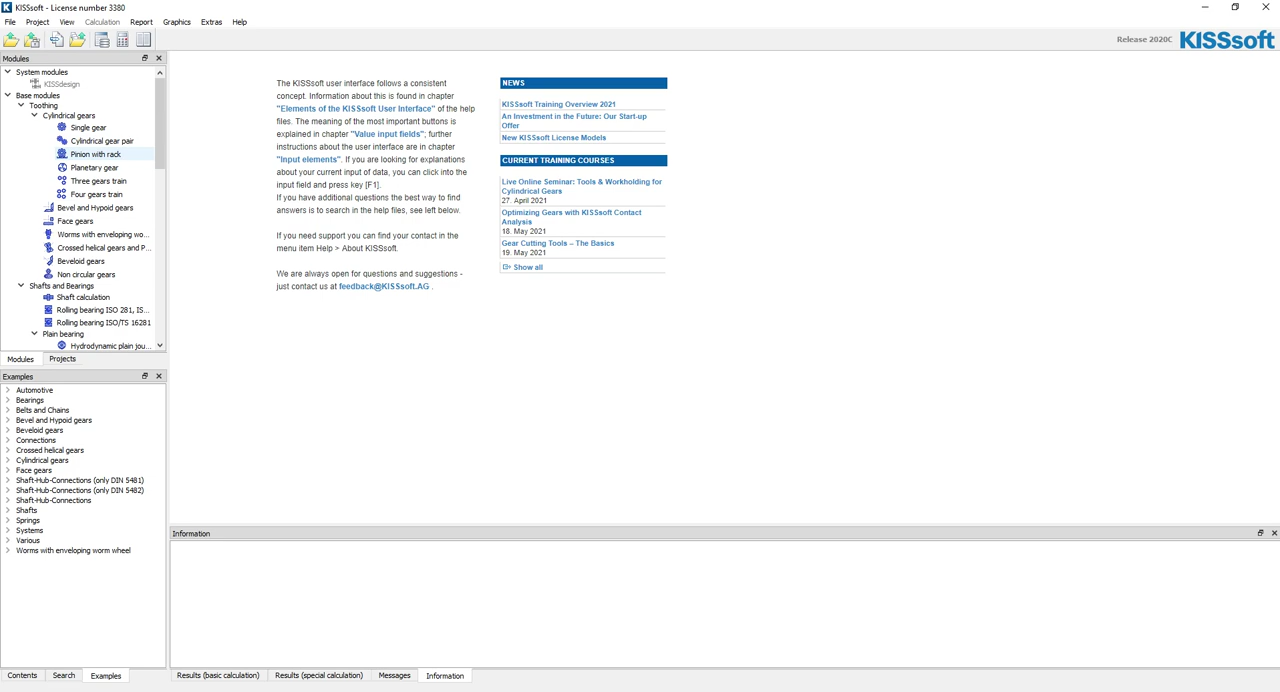 KISSsoft - License number 3380
File Project View Calculation Report Graphics Extras Help
Release 2020C KISSsoft
Modules
System modules
KISSdesign
Base modules
Toothing
Cylindrical gears
Single gear
Cylindrical gear pair
Pinion with rack
Planetary gear
Three gears train
Four gears train
Bevel and Hypoid gears
Face gears
Worms with enveloping wo...
Crossed helical gears and P...
Beveloid gears
Non circular gears
Shafts and Bearings
Shaft calculation
Rolling bearing ISO 281, IS...
Rolling bearing ISO/TS 16281
Plain bearing
Hydrodynamic plain jou...
Modules Projects
Examples
Automotive
Bearings
Belts and Chains
Bevel and Hypoid gears
Beveloid gears
Connections
Crossed helical gears
Cylindrical gears
Face gears
Shaft-Hub-Connections (only DIN 5481)
Shaft-Hub-Connections (only DIN 5482)
Shaft-Hub-Connections
Shafts
Springs
Systems
Various
Worms with enveloping worm wheel
Contents Search Examples
The KISSsoft user interface follows a consistent
concept. Information about this is found in chapter
"Elements of the KISSsoft User Interface" of the help
files. The meaning of the most important buttons is
explained in chapter "Value input fields"; further
instructions about the user interface are in chapter
"Input elements". If you are looking for explanations
about your current input of data, you can click into the
input field and press key [F1].
If you have additional questions the best way to find
answers is to search in the help files, see left below.
If you need support you can find your contact in the
menu item Help > About KISSsoft.
We are always open for questions and suggestions -
just contact us at feedback@KISSsoft.AG .
NEWS
KISSsoft Training Overview 2021
An Investment in the Future: Our Start-up
Offer
New KISSsoft License Models
CURRENT TRAINING COURSES
Live Online Seminar: Tools & Workholding for
Cylindrical Gears
27. April 2021
Optimizing Gears with KISSsoft Contact
Analysis
18. May 2021
Gear Cutting Tools – The Basics
19. May 2021
Show all
Information
Results (basic calculation) Results (special calculation) Messages Information